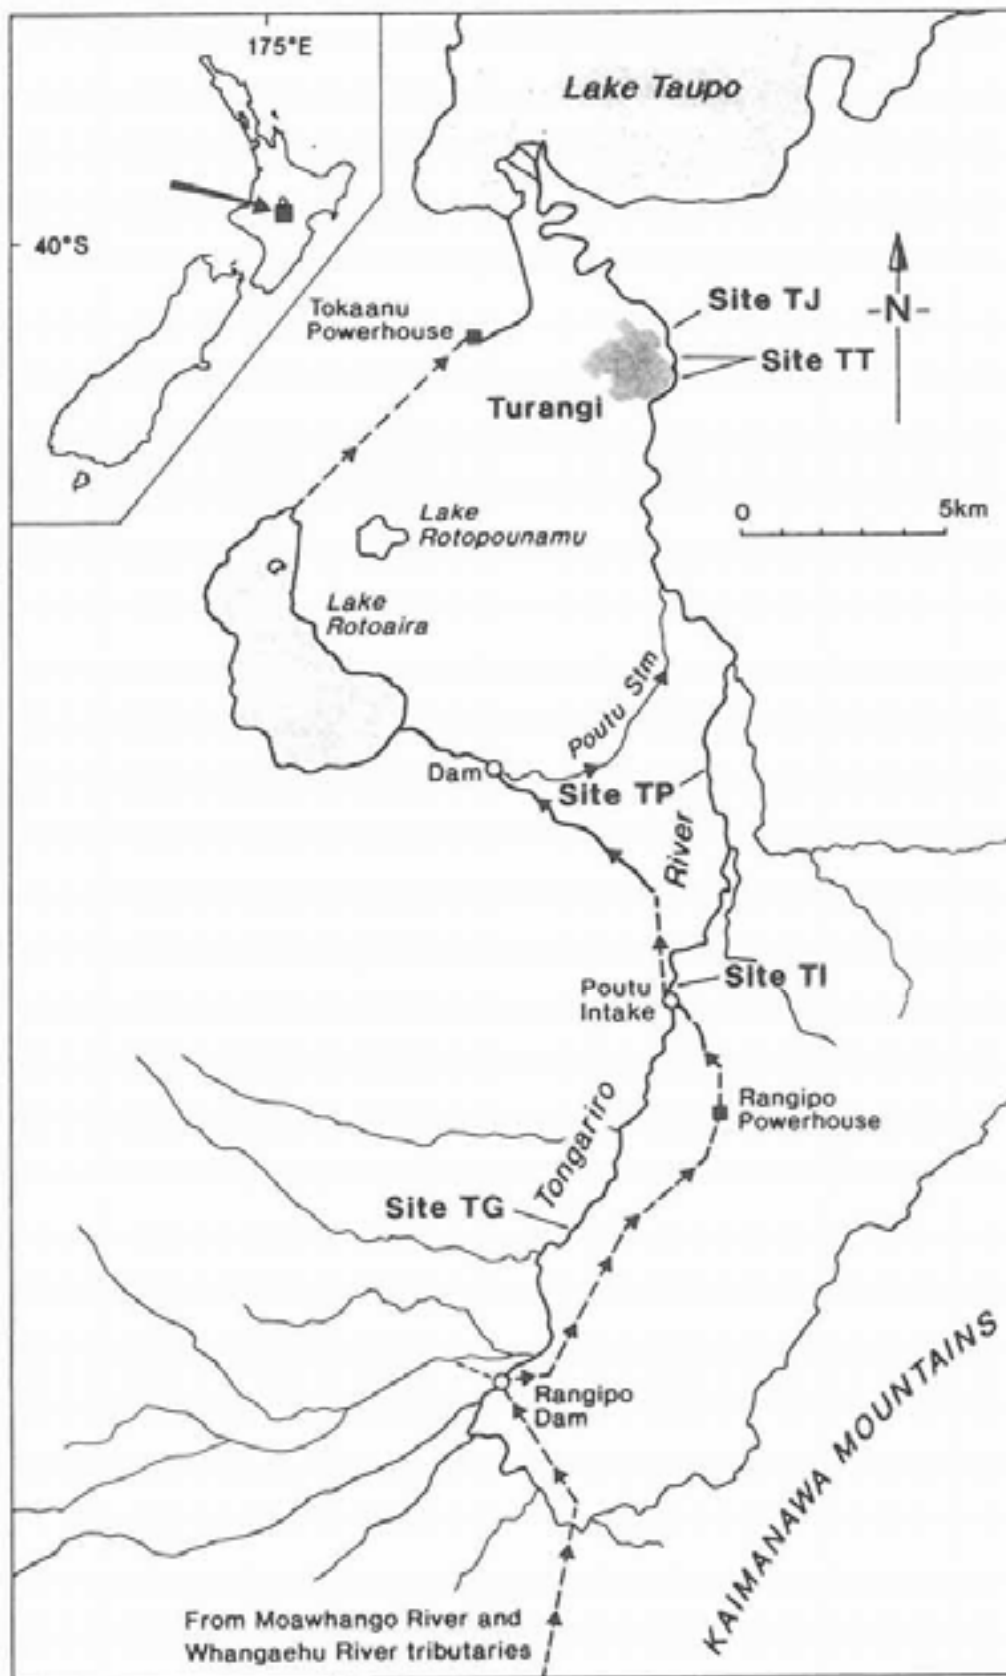 175°E
40°S
Lake Taupo
Tokaanu
Powerhouse
Site TJ
Site TT
-N-
Turangi
0 5km
Lake
Rotopounamu
Lake
Rotoaira
Poutu Stm
Dam
Site TP
River
Poutu
Intake
Site TI
Rangipo
Powerhouse
Tongariro
Site TG
Rangipo
Dam
KAIMANAWA MOUNTAINS
From Moawhango River and
Whangaehu River tributaries